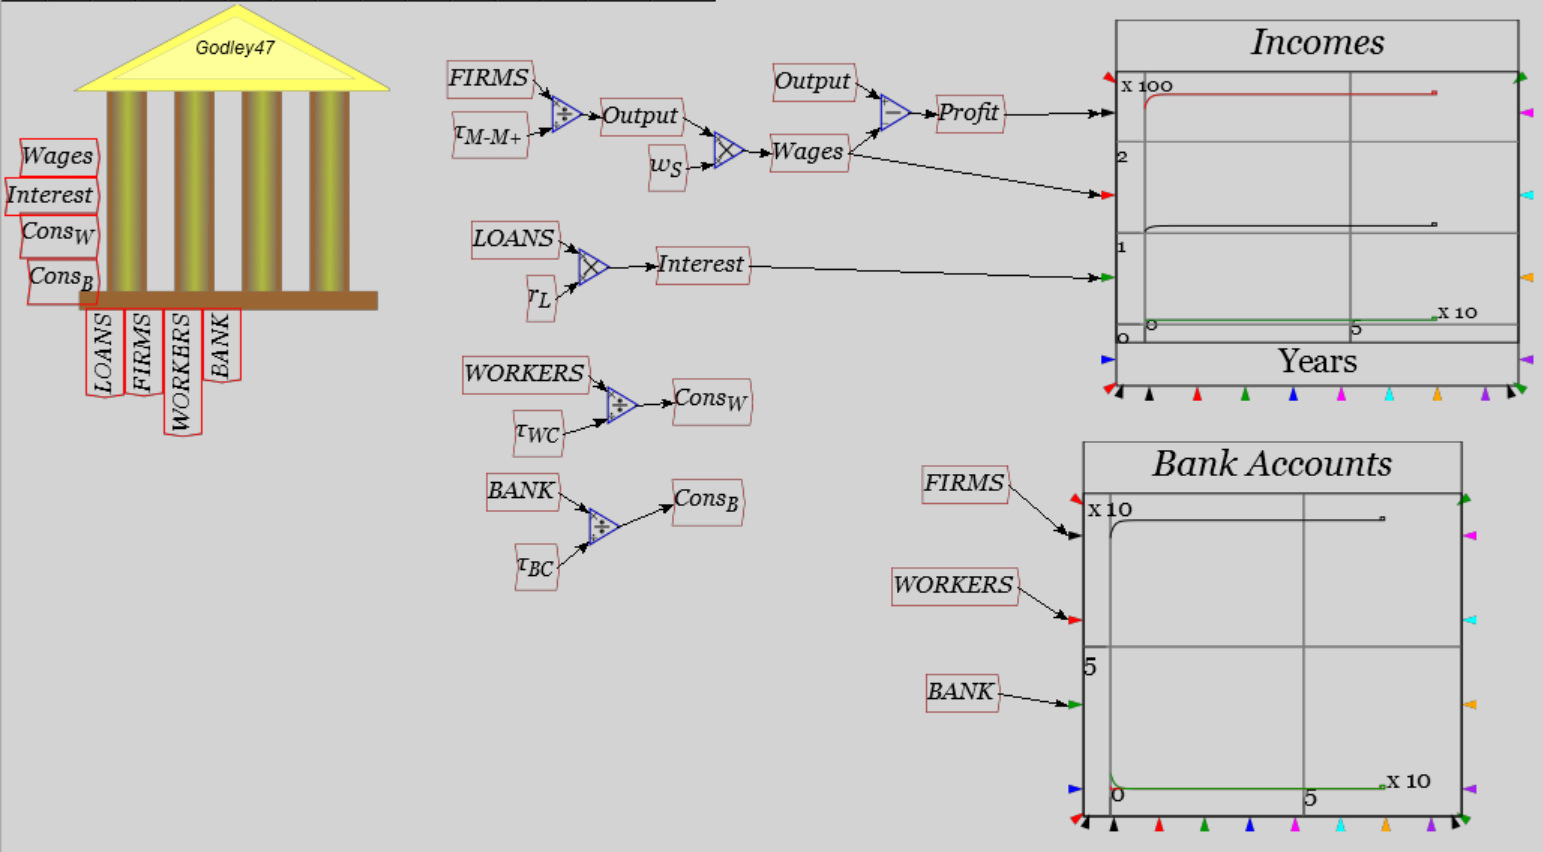 Godley47
Wages
Interest
ConsW
ConsB
LOANS
FIRMS
WORKERS
BANK
FIRMS
τM-M+
÷
Output
wS
×
Wages
Output
−
Profit
LOANS
rL
×
Interest
WORKERS
τWC
÷
ConsW
BANK
τBC
÷
ConsB
Incomes
x 100
2
1
0
0
5
x 10
Years
FIRMS
WORKERS
BANK
Bank Accounts
x 10
5
0
5
x 10